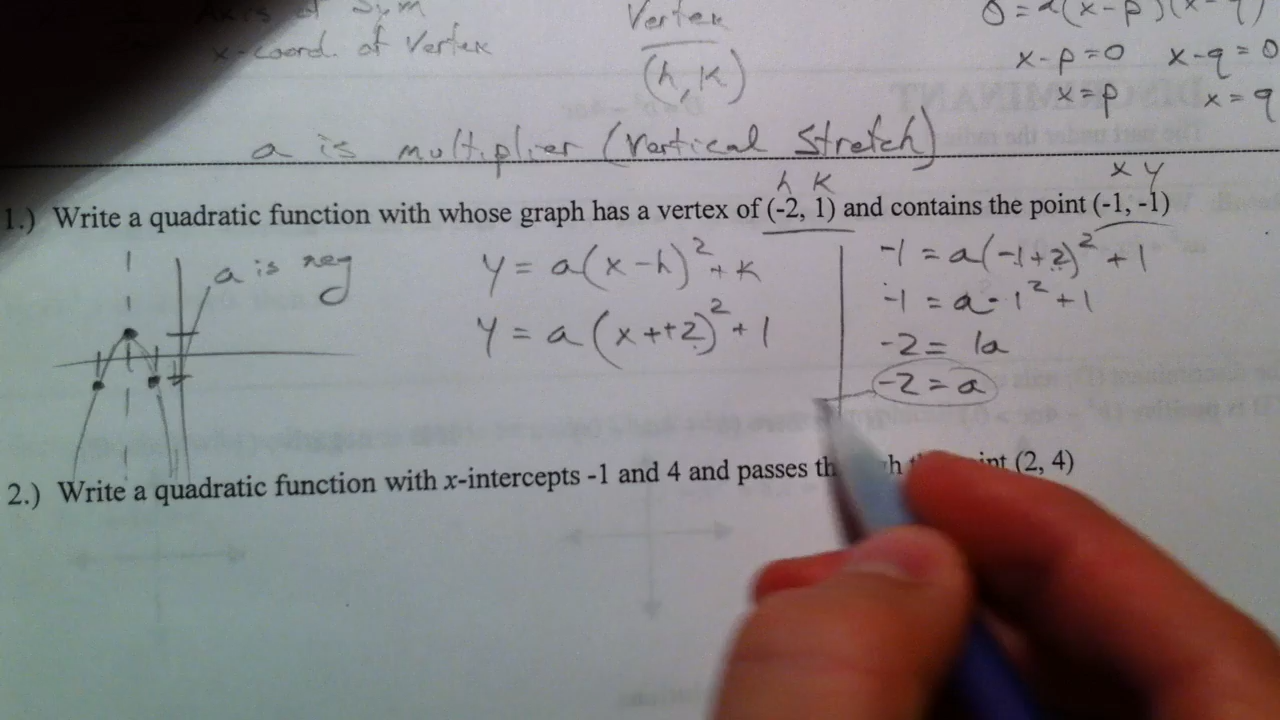 Axis of Sym
x-coord. of Vertex
Vertex
(h, k)
0 = a(x-p)(x-q)
x-p=0 x-q=0
x=p x=q
a is multiplier (Vertical Stretch)
h k x y
1.) Write a quadratic function with whose graph has a vertex of (-2, 1) and contains the point (-1, -1)
a is neg
y = a(x-h)²+k
y = a(x++2)²+1
-1 = a(-1+2)²+1
-1 = a·1²+1
-2 = 1a
-2 = a
2.) Write a quadratic function with x-intercepts -1 and 4 and passes (2, 4)